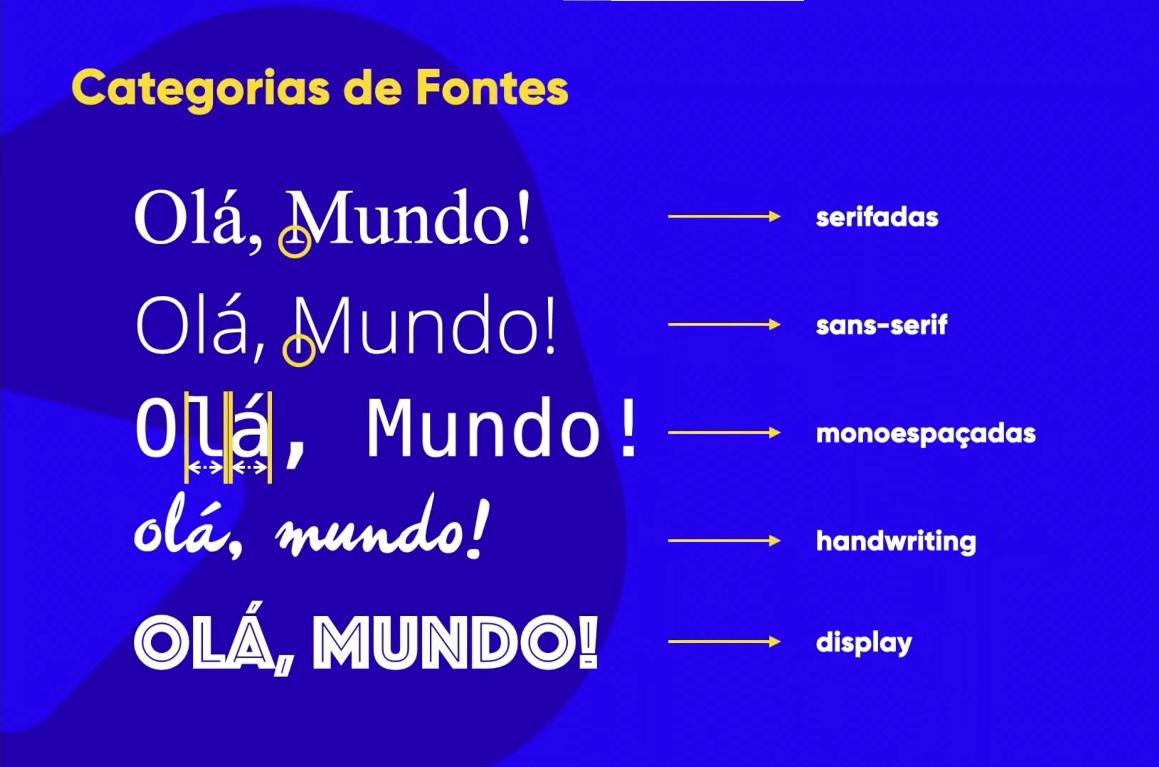 Categorias de Fontes
Olá, Mundo!
serifadas
Olá, Mundo!
sans-serif
Olá, Mundo!
monoespaçadas
olá, mundo!
handwriting
OLÁ, MUNDO!
display